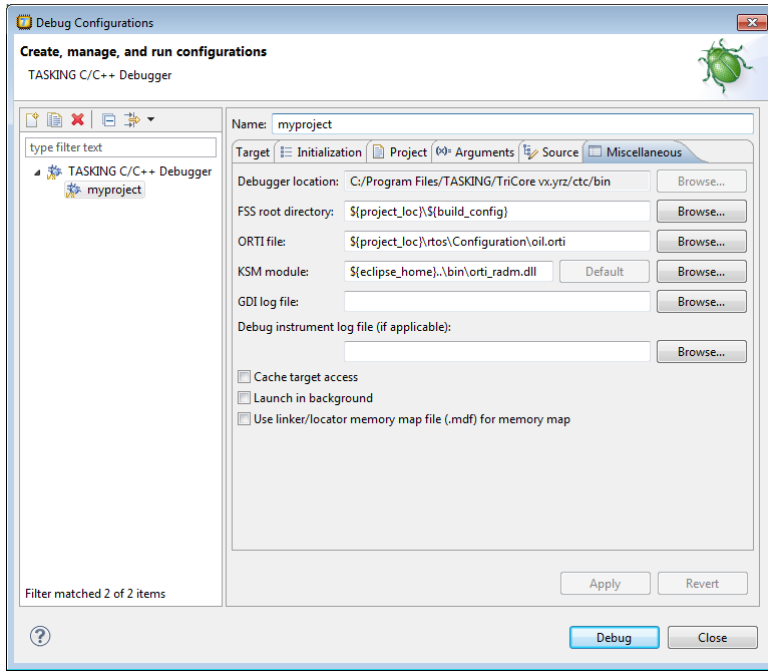 Debug Configurations
Create, manage, and run configurations
TASKING C/C++ Debugger
type filter text
TASKING C/C++ Debugger
myproject
Filter matched 2 of 2 items
Name: myproject
Target Initialization Project (x)= Arguments Source Miscellaneous
Debugger location: C:/Program Files/TASKING/TriCore vx.yrz/ctc/bin Browse...
FSS root directory: ${project_loc}\${build_config} Browse...
ORTI file: ${project_loc}\rtos\Configuration\oil.orti Browse...
KSM module: ${eclipse_home}..\bin\orti_radm.dll Default Browse...
GDI log file: Browse...
Debug instrument log file (if applicable):
Browse...
Cache target access
Launch in background
Use linker/locator memory map file (.mdf) for memory map
Apply Revert
? Debug Close